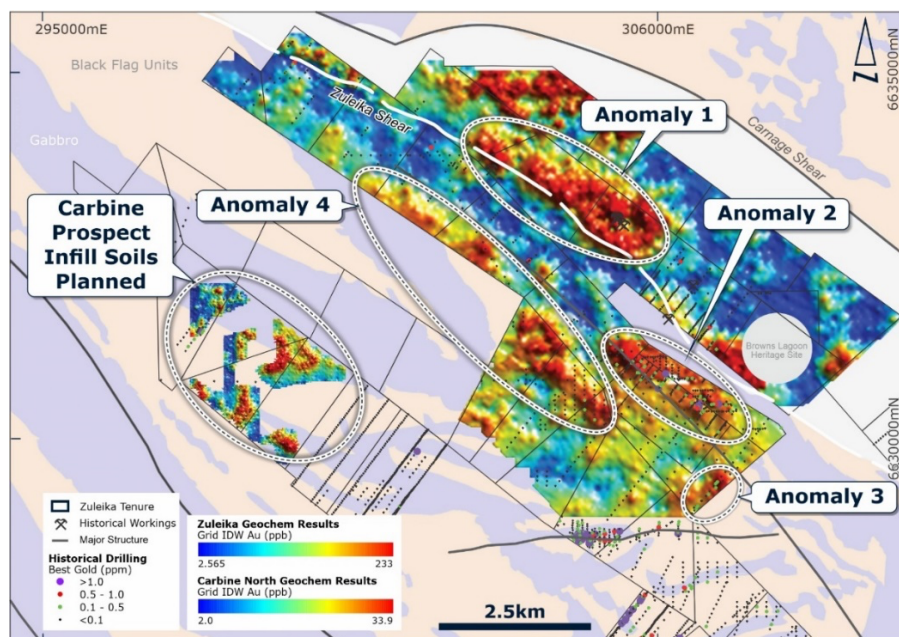 295000mE
306000mE
6635000mN
N
Black Flag Units
Gabbro
Zuleika Shear
Carnage Shear
Anomaly 1
Anomaly 4
Anomaly 2
Carbine
Prospect
Infill Soils
Planned
Browns Lagoon
Heritage Site
6630000mN
Anomaly 3
Zuleika Tenure
Historical Workings
Major Structure
Historical Drilling
Best Gold (ppm)
>1.0
0.5 - 1.0
0.1 - 0.5
<0.1
Zuleika Geochem Results
Grid IDW Au (ppb)
2.565 233
Carbine North Geochem Results
Grid IDW Au (ppb)
2.0 33.9
2.5km